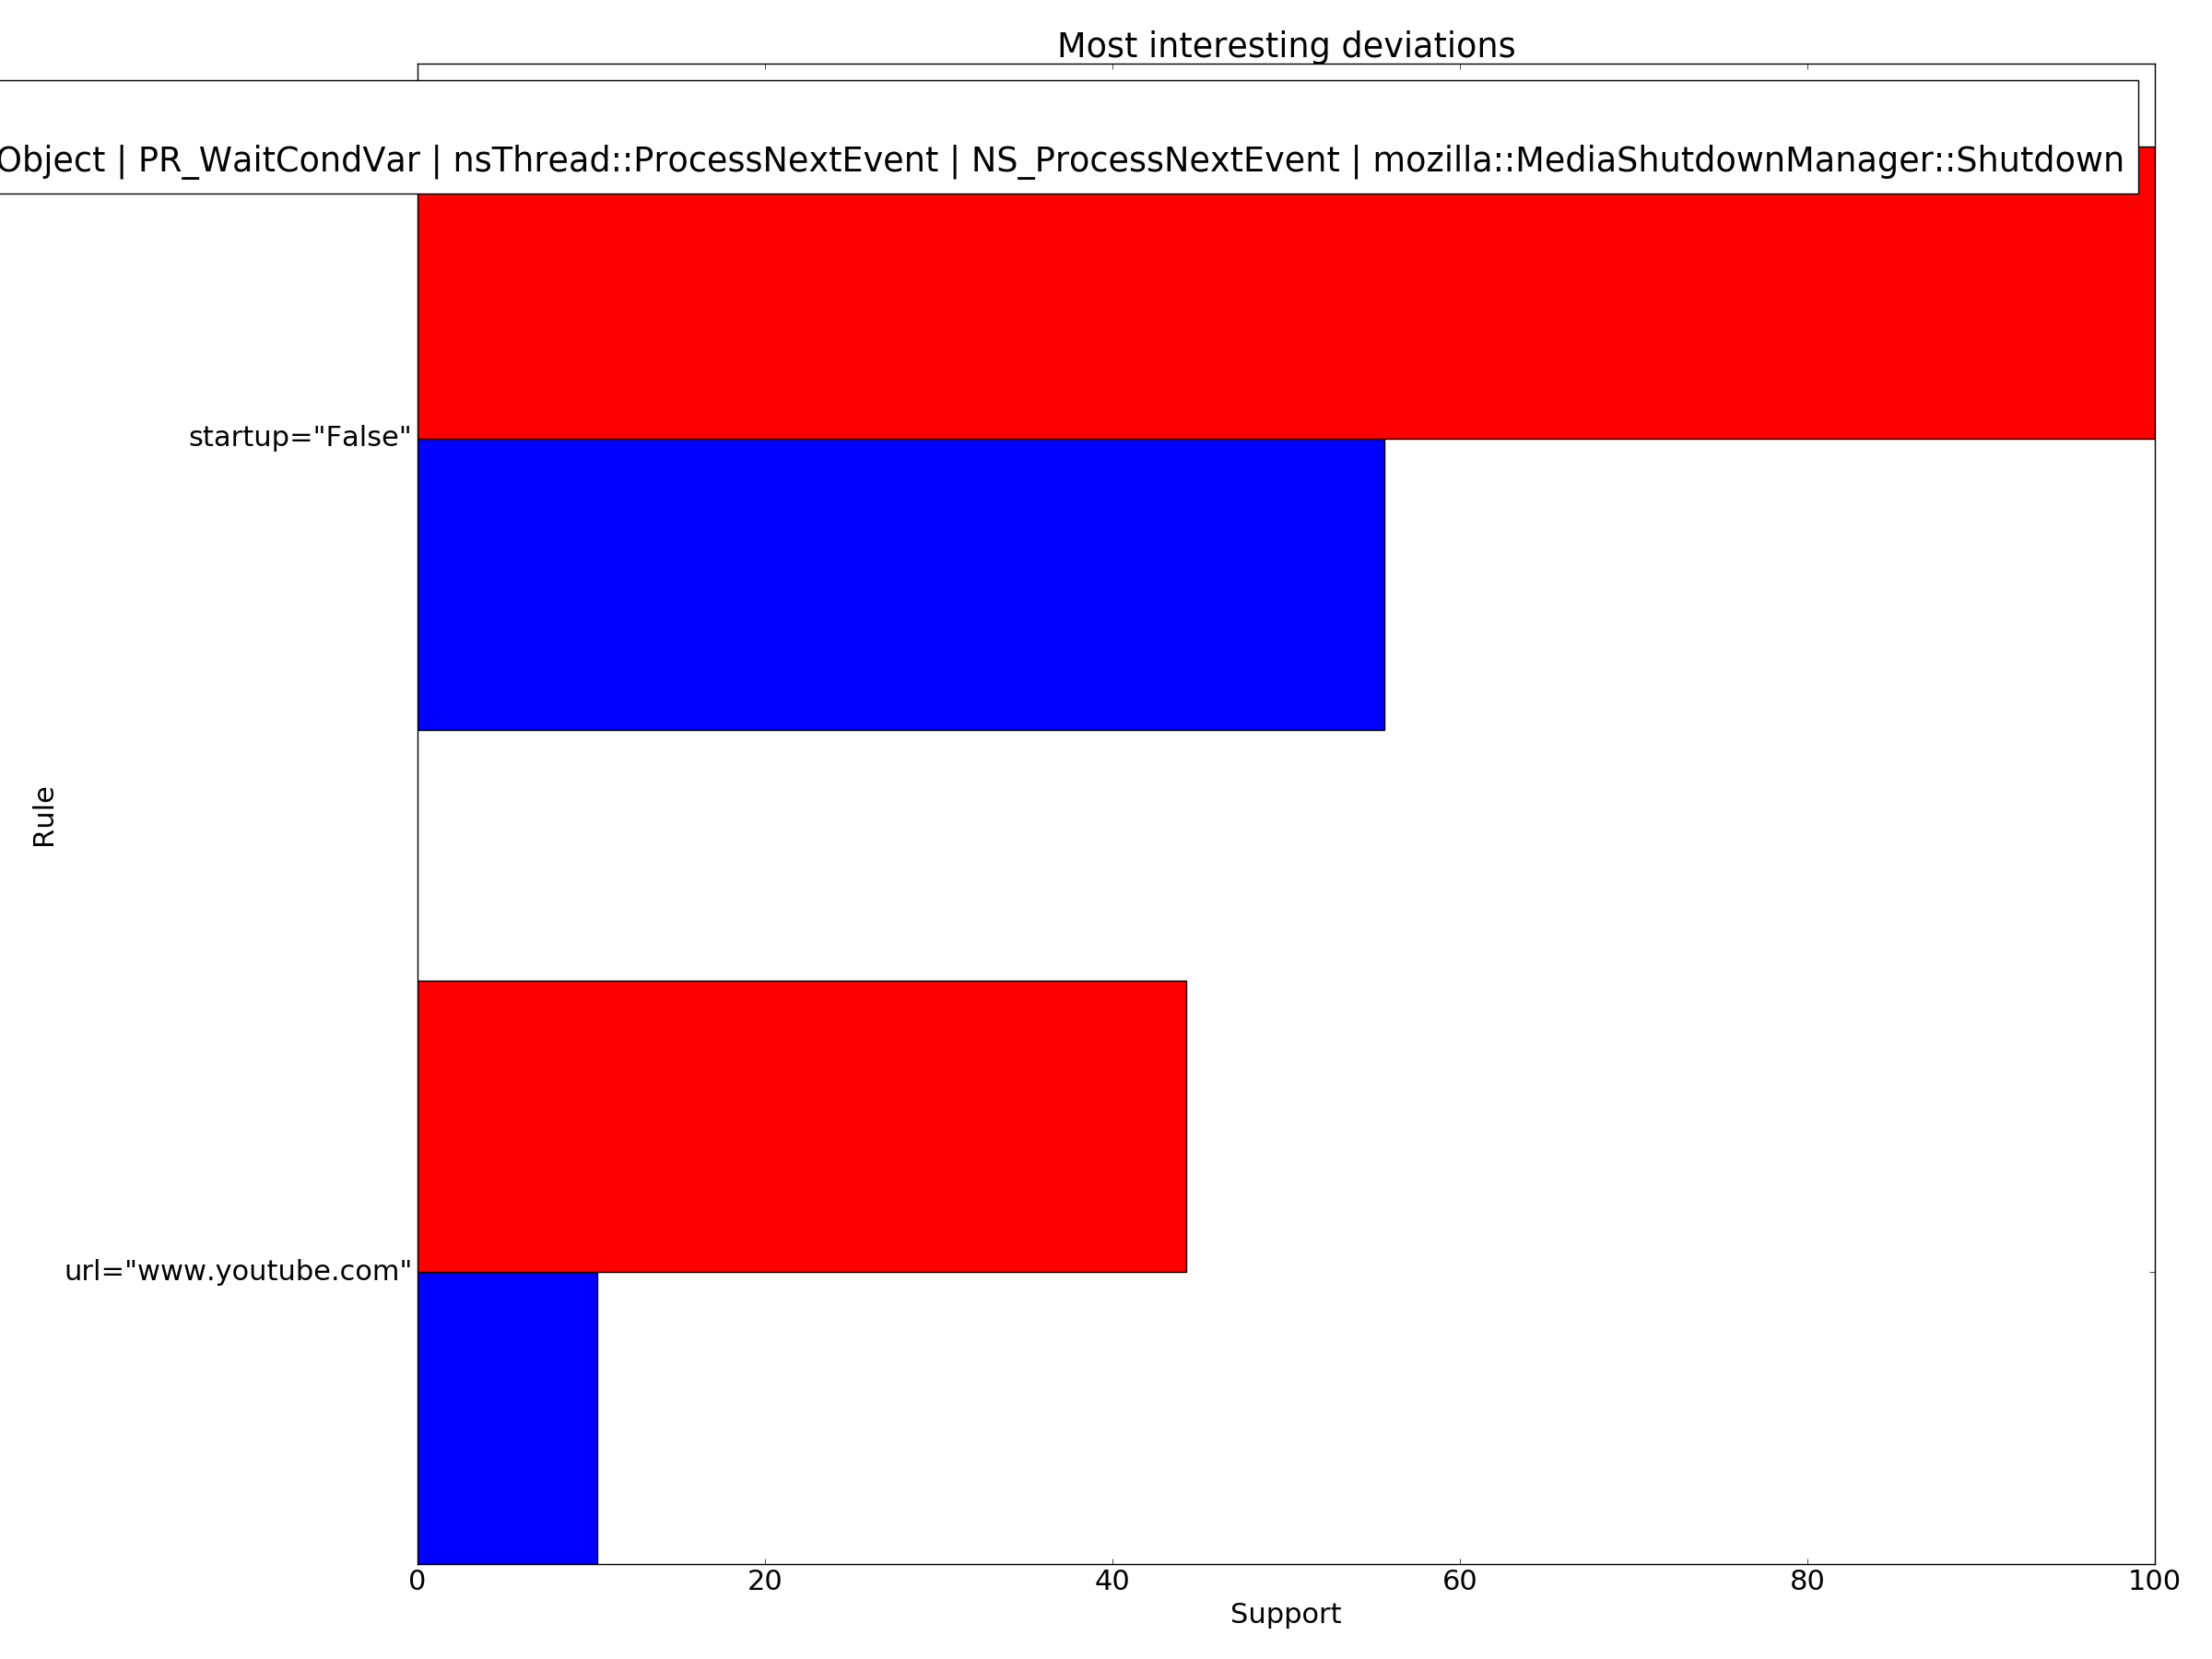 Most interesting deviations
Object | PR_WaitCondVar | nsThread::ProcessNextEvent | NS_ProcessNextEvent | mozilla::MediaShutdownManager::Shutdown
startup="False"
Rule
url="www.youtube.com"
0 20 40 60 80 100
Support